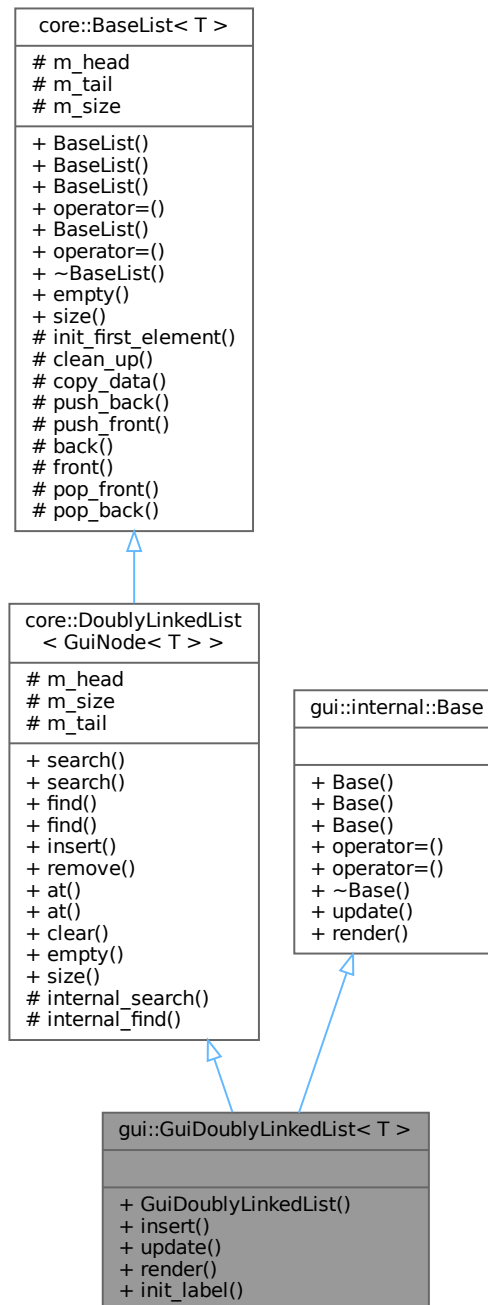 core::BaseList< T >
# m_head
# m_tail
# m_size
+ BaseList()
+ BaseList()
+ BaseList()
+ operator=()
+ BaseList()
+ operator=()
+ ~BaseList()
+ empty()
+ size()
# init_first_element()
# clean_up()
# copy_data()
# push_back()
# push_front()
# back()
# front()
# pop_front()
# pop_back()
core::DoublyLinkedList
< GuiNode< T > >
# m_head
# m_size
# m_tail
+ search()
+ search()
+ find()
+ find()
+ insert()
+ remove()
+ at()
+ at()
+ clear()
+ empty()
+ size()
# internal_search()
# internal_find()
gui::internal::Base
+ Base()
+ Base()
+ Base()
+ operator=()
+ operator=()
+ ~Base()
+ update()
+ render()
gui::GuiDoublyLinkedList< T >
+ GuiDoublyLinkedList()
+ insert()
+ update()
+ render()
+ init_label()